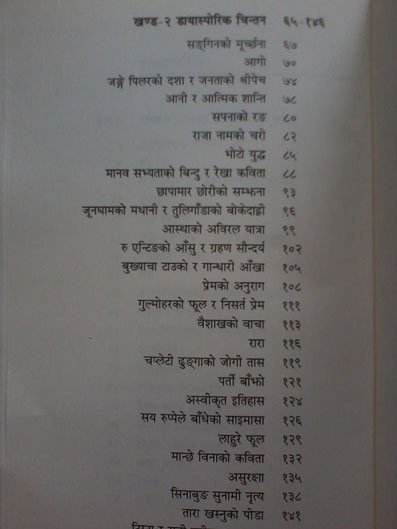 खण्ड-२ डायास्पोरिक चिन्तन ६५-१४६
सङ्गिनको मूर्च्छना ६७
आगो ७०
जङ्गे पिलरको दशा र जनताको श्रीपेच ७४
आनी र आत्मिक शान्ति ७८
सपनाको रङ ८०
राजा नामको चरो ८२
भोटो युद्ध ८५
मानव सभ्यताको बिन्दु र रेखा कविता ८८
छापामार छोरीको सम्झना ९३
जूनघामको मधानी र तुलिगाँडाको बोकेदाह्री ९६
आस्थाको अविरल यात्रा ९९
रु एन्टिङको आँसु र ग्रहण सौन्दर्य १०२
बुख्याचा टाउको र गान्धारी आँखा १०५
प्रेमको अनुराग १०८
गुल्मोहरको फूल र निसर्त प्रेम १११
वैशाखको वाचा ११३
रारा ११६
चप्लेटी ढुङ्गाको जोगी तास ११९
पर्ती बाँझो १२१
अस्वीकृत इतिहास १२४
सय रुप्पेले बाँधेको साइमासा १२६
लाहुरे फूल १२९
मान्छे विनाको कविता १३२
असुरक्षा १३५
सिनाबुङ सुनामी नृत्य १३८
तारा खस्नुको पीडा १४१